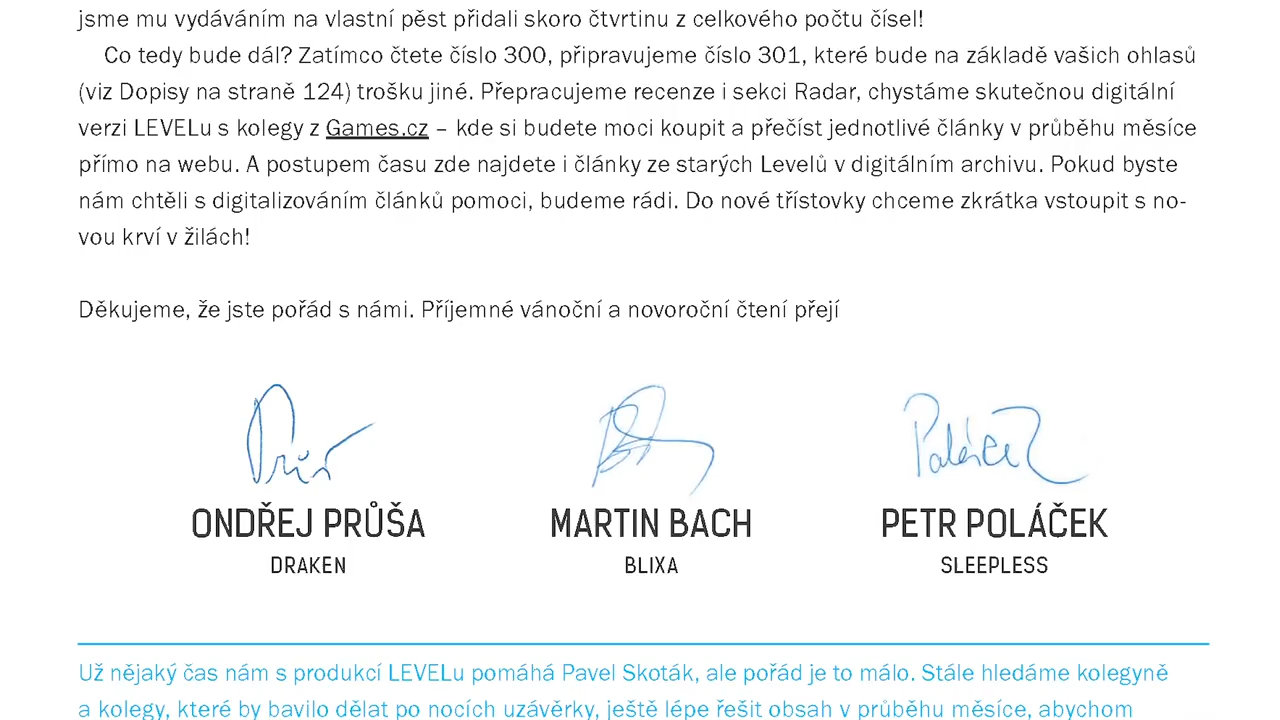 jsme mu vydáváním na vlastní pěst přidali skoro čtvrtinu z celkového počtu čísel!
Co tedy bude dál? Zatímco čtete číslo 300, připravujeme číslo 301, které bude na základě vašich ohlasů
(viz Dopisy na straně 124) trošku jiné. Přepracujeme recenze i sekci Radar, chystáme skutečnou digitální
verzi LEVELu s kolegy z Games.cz – kde si budete moci koupit a přečíst jednotlivé články v průběhu měsíce
přímo na webu. A postupem času zde najdete i články ze starých Levelů v digitálním archivu. Pokud byste
nám chtěli s digitalizováním článků pomoci, budeme rádi. Do nové třístovky chceme zkrátka vstoupit s no-
vou krví v žilách!
Děkujeme, že jste pořád s námi. Příjemné vánoční a novoroční čtení přejí
ONDŘEJ PRŮŠA MARTIN BACH PETR POLÁČEK
DRAKEN BLIXA SLEEPLESS
Už nějaký čas nám s produkcí LEVELu pomáhá Pavel Skoták, ale pořád je to málo. Stále hledáme kolegyně
a kolegy, které by bavilo dělat po nocích uzávěrky, ještě lépe řešit obsah v průběhu měsíce, abychom